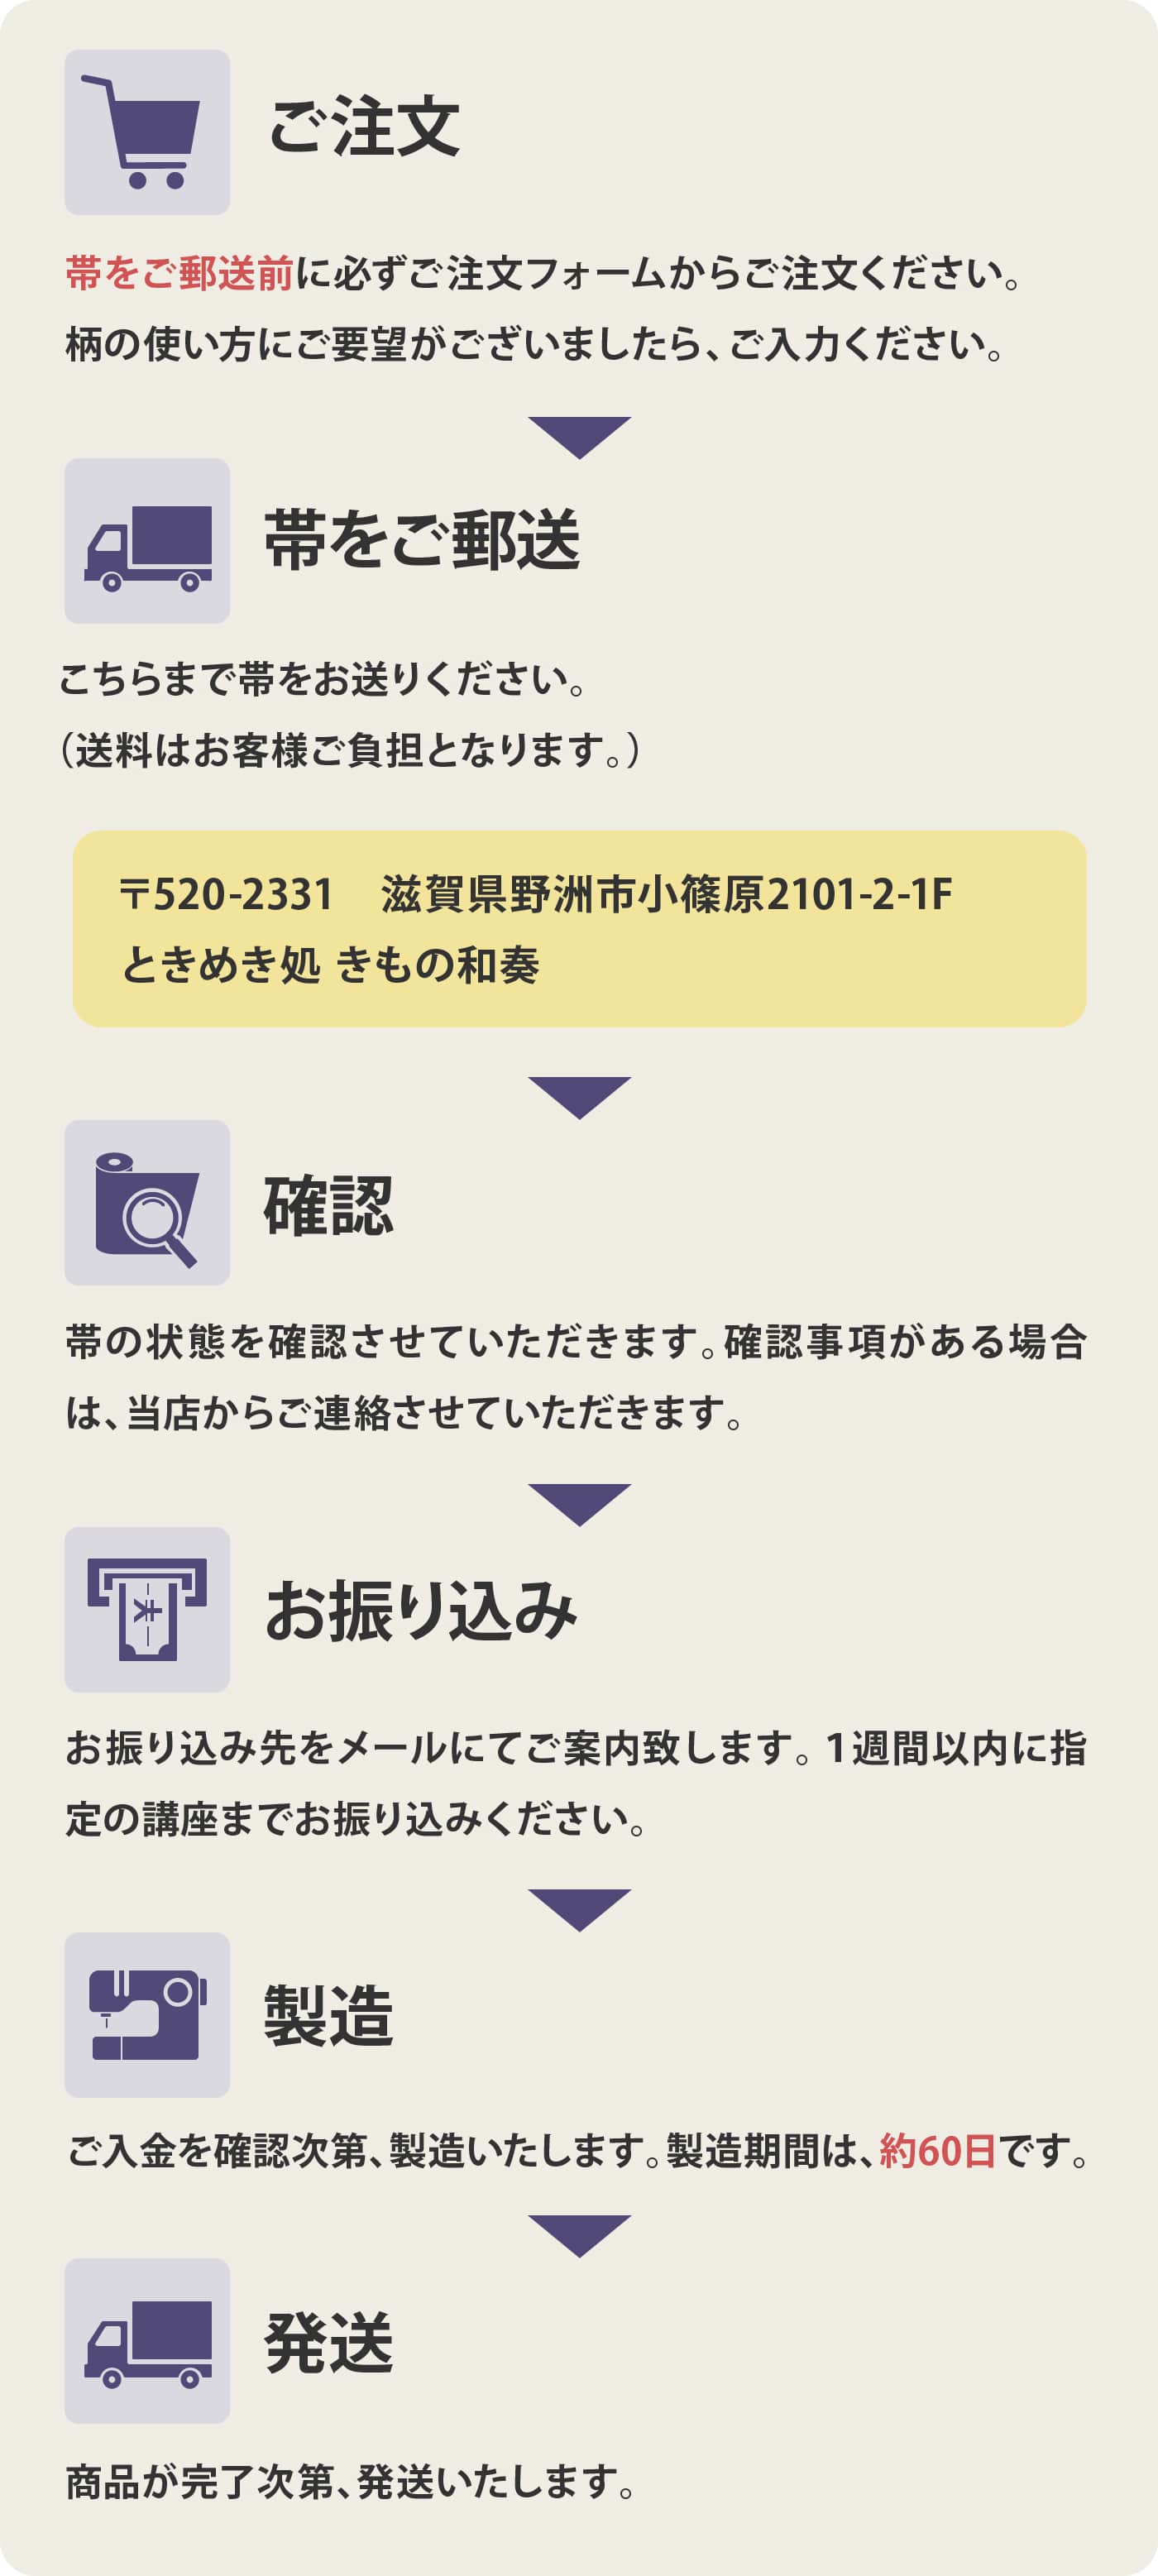 ご注文
帯をご郵送前に必ずご注文フォームからご注文ください。
柄の使い方にご要望がございましたら、ご入力ください。
帯をご郵送
こちらまで帯をお送りください。
（送料はお客様ご負担となります。）
〒520-2331　滋賀県野洲市小篠原2101-2-1F
ときめき処 きもの和奏
確認
帯の状態を確認させていただきます。確認事項がある場合
は、当店からご連絡させていただきます。
お振り込み
¥
お振り込み先をメールにてご案内致します。1週間以内に指
定の講座までお振り込みください。
製造
ご入金を確認次第、製造いたします。製造期間は、約60日です。
発送
商品が完了次第、発送いたします。